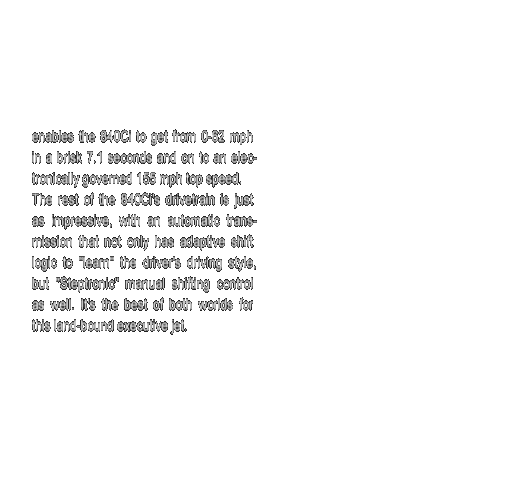 enables the 840Ci to get from 0-62 mph
in a brisk 7.1 seconds and on to an elec-
tronically governed 155 mph top speed.
The rest of the 840Ci's drivetrain is just
as impressive, with an automatic trans-
mission that not only has adaptive shift
logic to "learn" the driver's driving style,
but "Steptronic" manual shifting control
as well. It's the best of both worlds for
this land-bound executive jet.